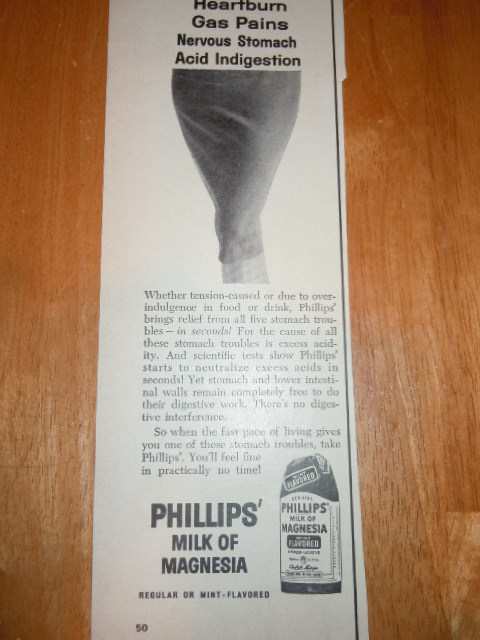 Heartburn
Gas Pains
Nervous Stomach
Acid Indigestion
Whether tension-caused or due to over-
indulgence in food or drink, Phillips'
brings relief from all five stomach trou-
bles — in seconds! For the cause of all
these stomach troubles is excess acid-
ity. And scientific tests show Phillips'
starts to neutralize excess acids in
seconds! Yet stomach and lower intesti-
nal walls remain completely free to do
their digestive work. There's no diges-
tive interference.
So when the fast pace of living gives
you one of these stomach troubles, take
Phillips'. You'll feel fine
in practically no time!
FLAVORED
GENUINE
PHILLIPS'
MILK OF
MAGNESIA
FLAVORED
PHILLIPS'
MILK OF
MAGNESIA
REGULAR OR MINT-FLAVORED
50